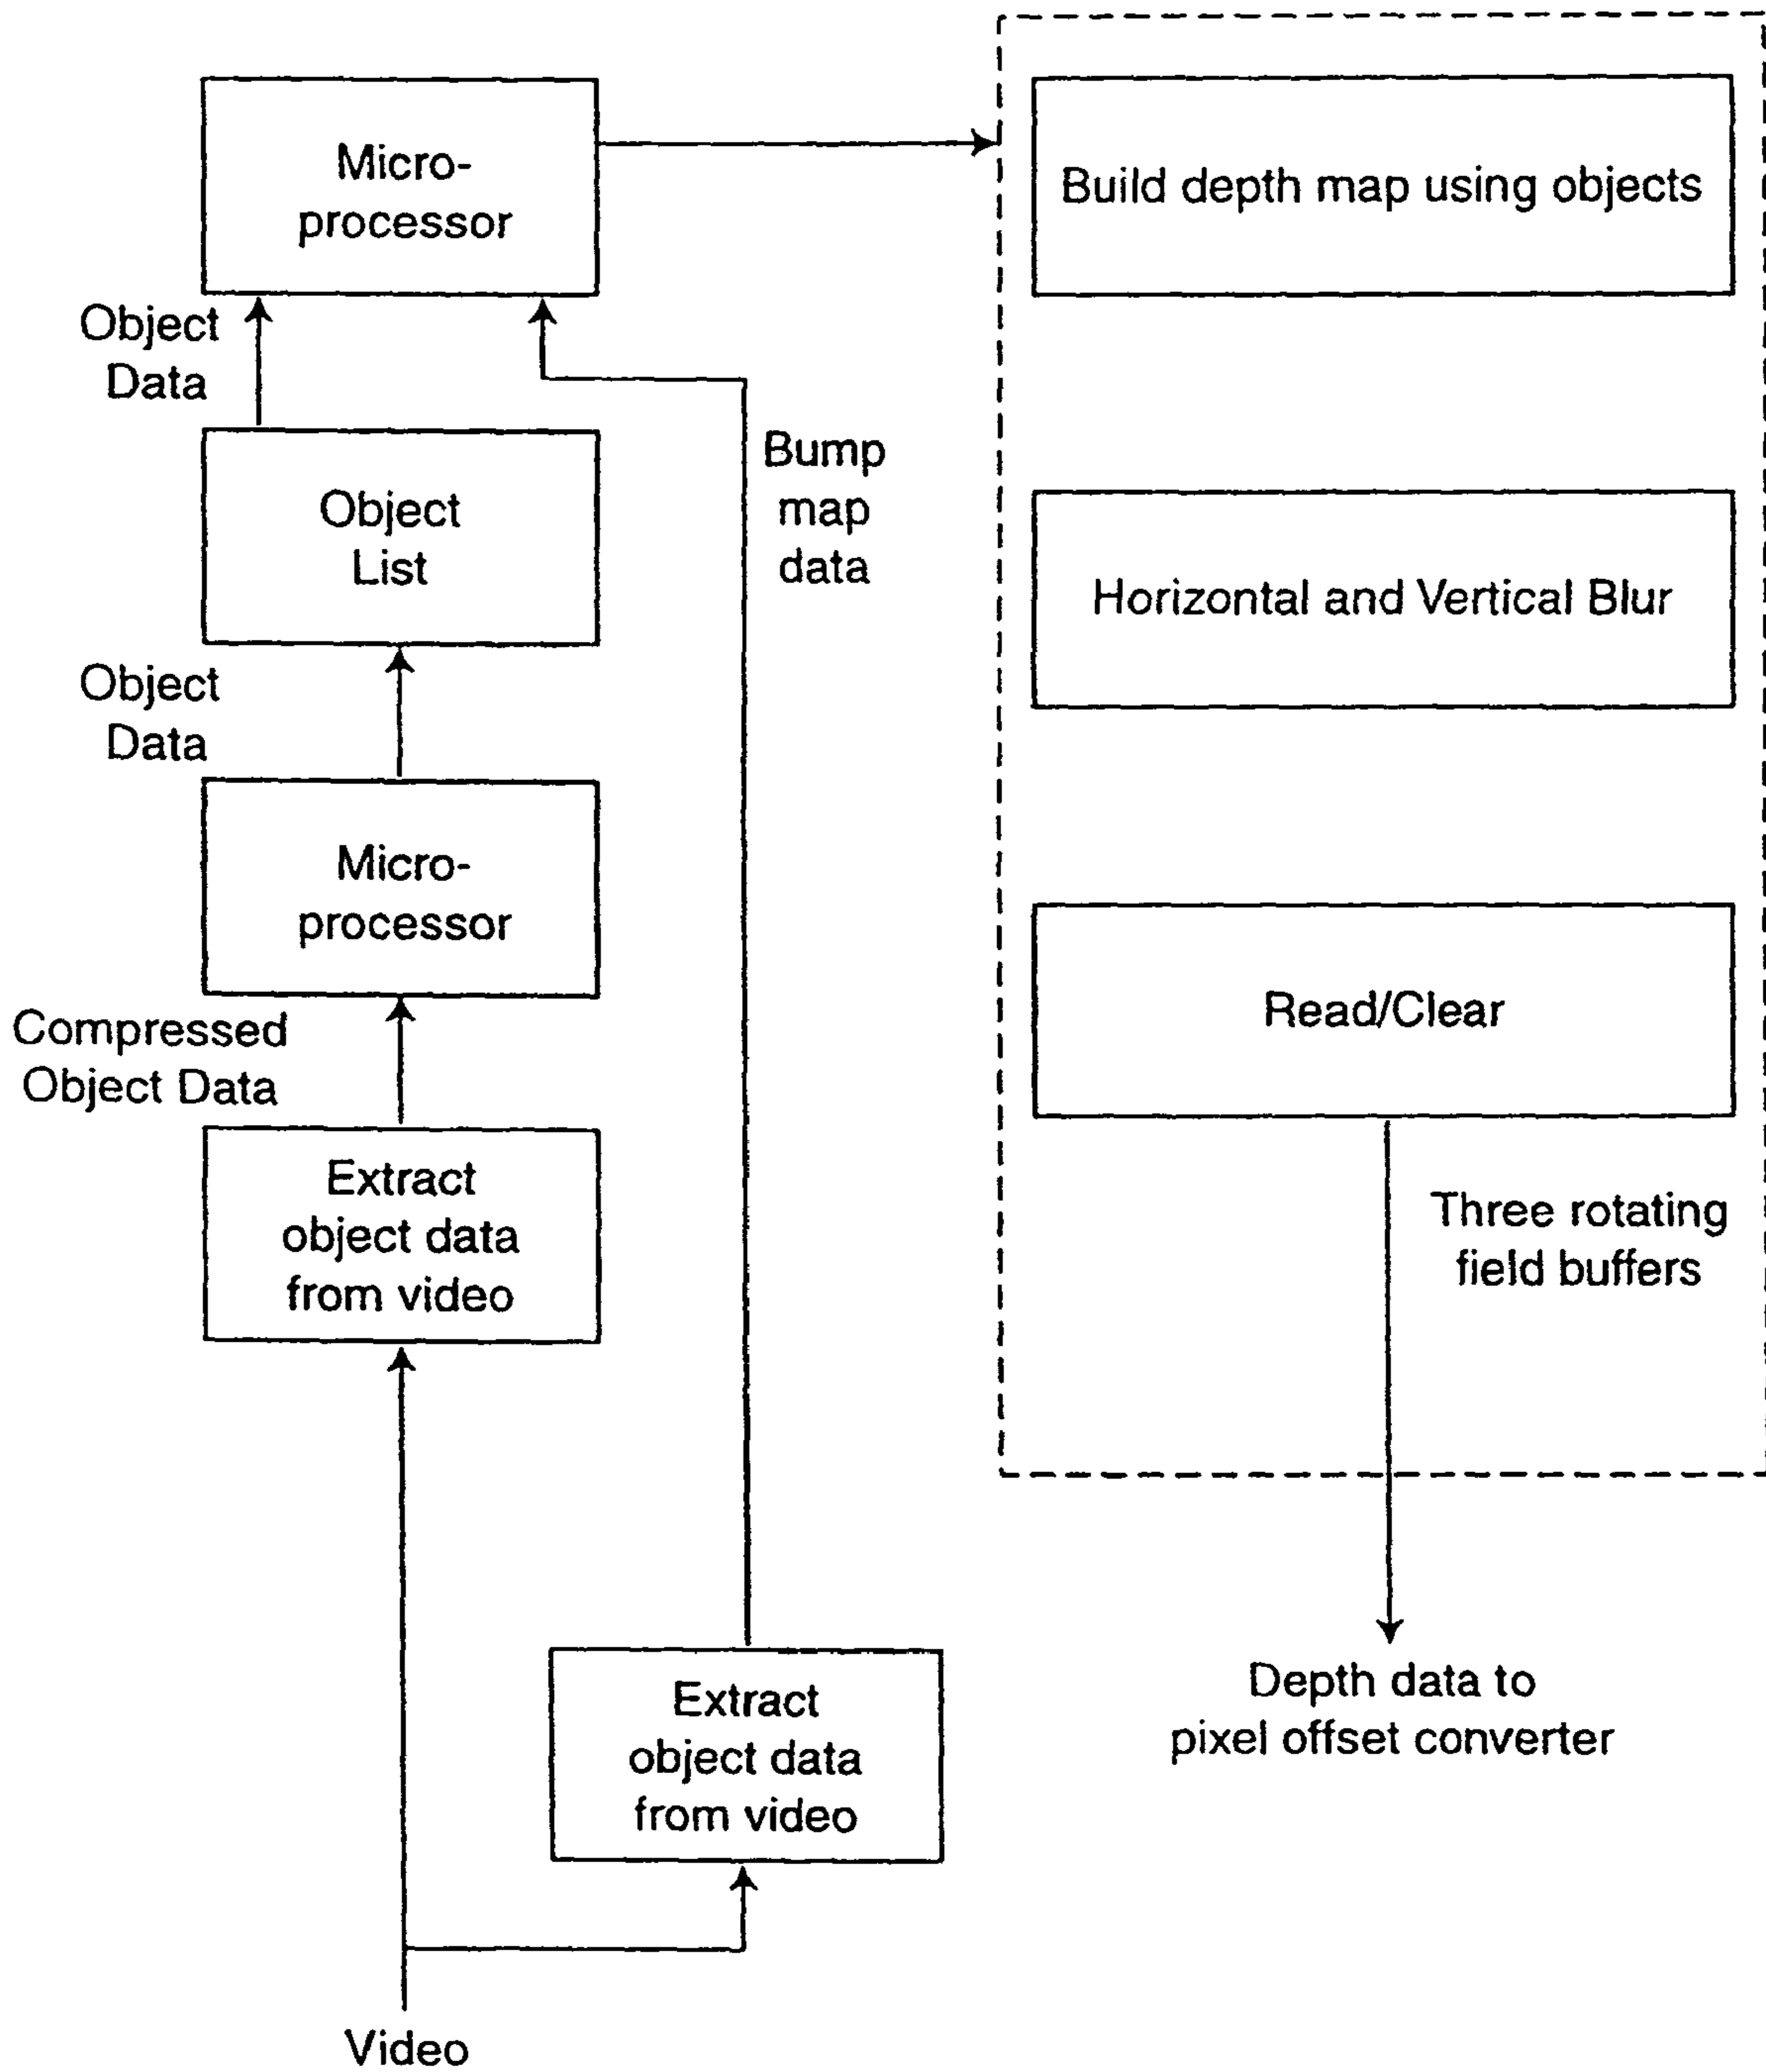 Micro-
processor
Object
Data
Object
List
Object
Data
Micro-
processor
Compressed
Object Data
Extract
object data
from video
Bump
map
data
Extract
object data
from video
Video
Build depth map using objects
Horizontal and Vertical Blur
Read/Clear
Three rotating
field buffers
Depth data to
pixel offset converter